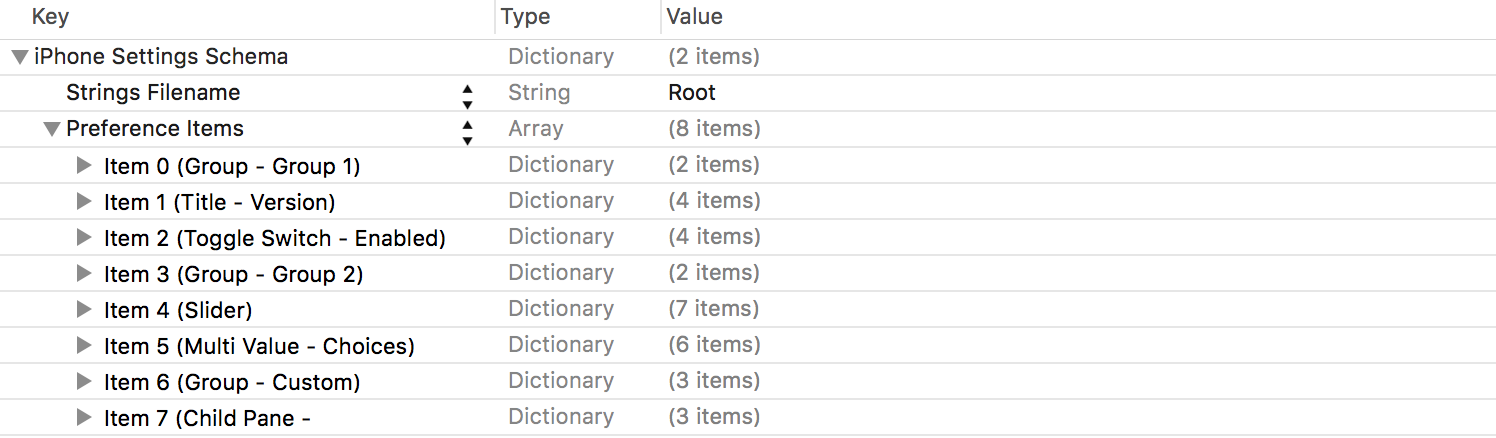 Key Type Value
iPhone Settings Schema Dictionary (2 items)
Strings Filename String Root
Preference Items Array (8 items)
Item 0 (Group - Group 1) Dictionary (2 items)
Item 1 (Title - Version) Dictionary (4 items)
Item 2 (Toggle Switch - Enabled) Dictionary (4 items)
Item 3 (Group - Group 2) Dictionary (2 items)
Item 4 (Slider) Dictionary (7 items)
Item 5 (Multi Value - Choices) Dictionary (6 items)
Item 6 (Group - Custom) Dictionary (3 items)
Item 7 (Child Pane - Dictionary (3 items)